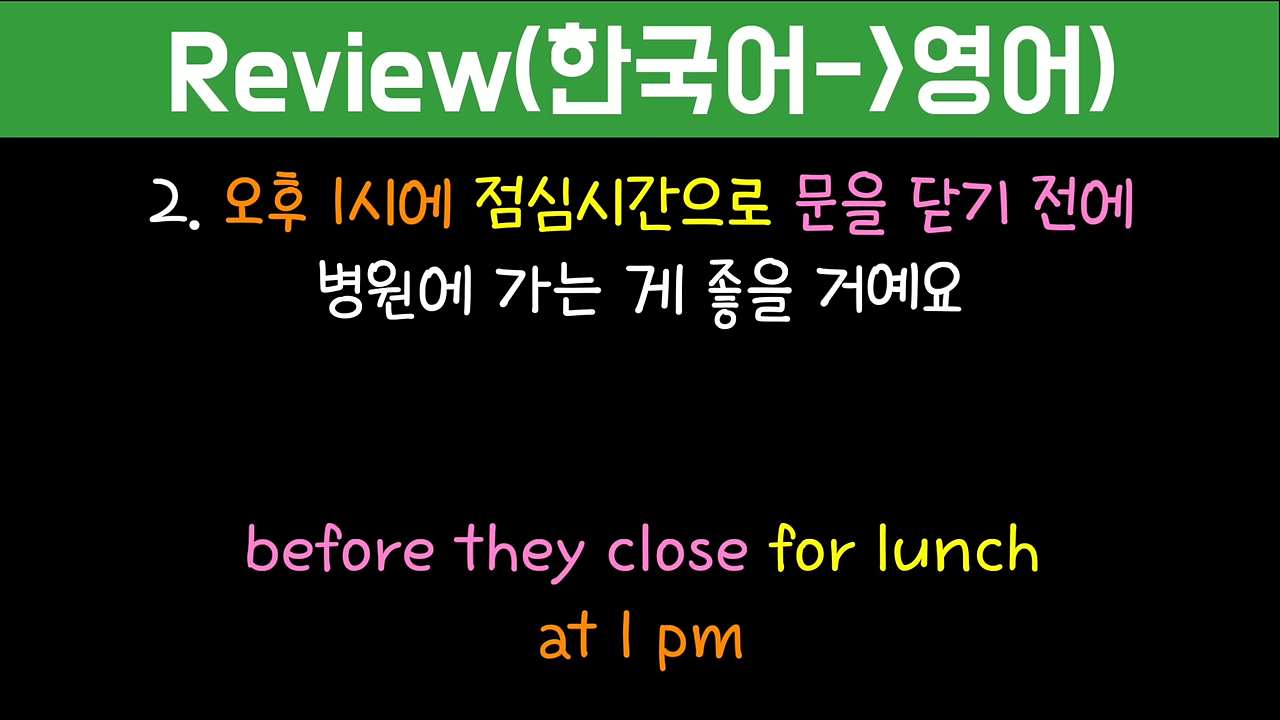 Review(한국어->영어)
2. 오후 1시에 점심시간으로 문을 닫기 전에
병원에 가는 게 좋을 거예요
before they close for lunch
at 1 pm